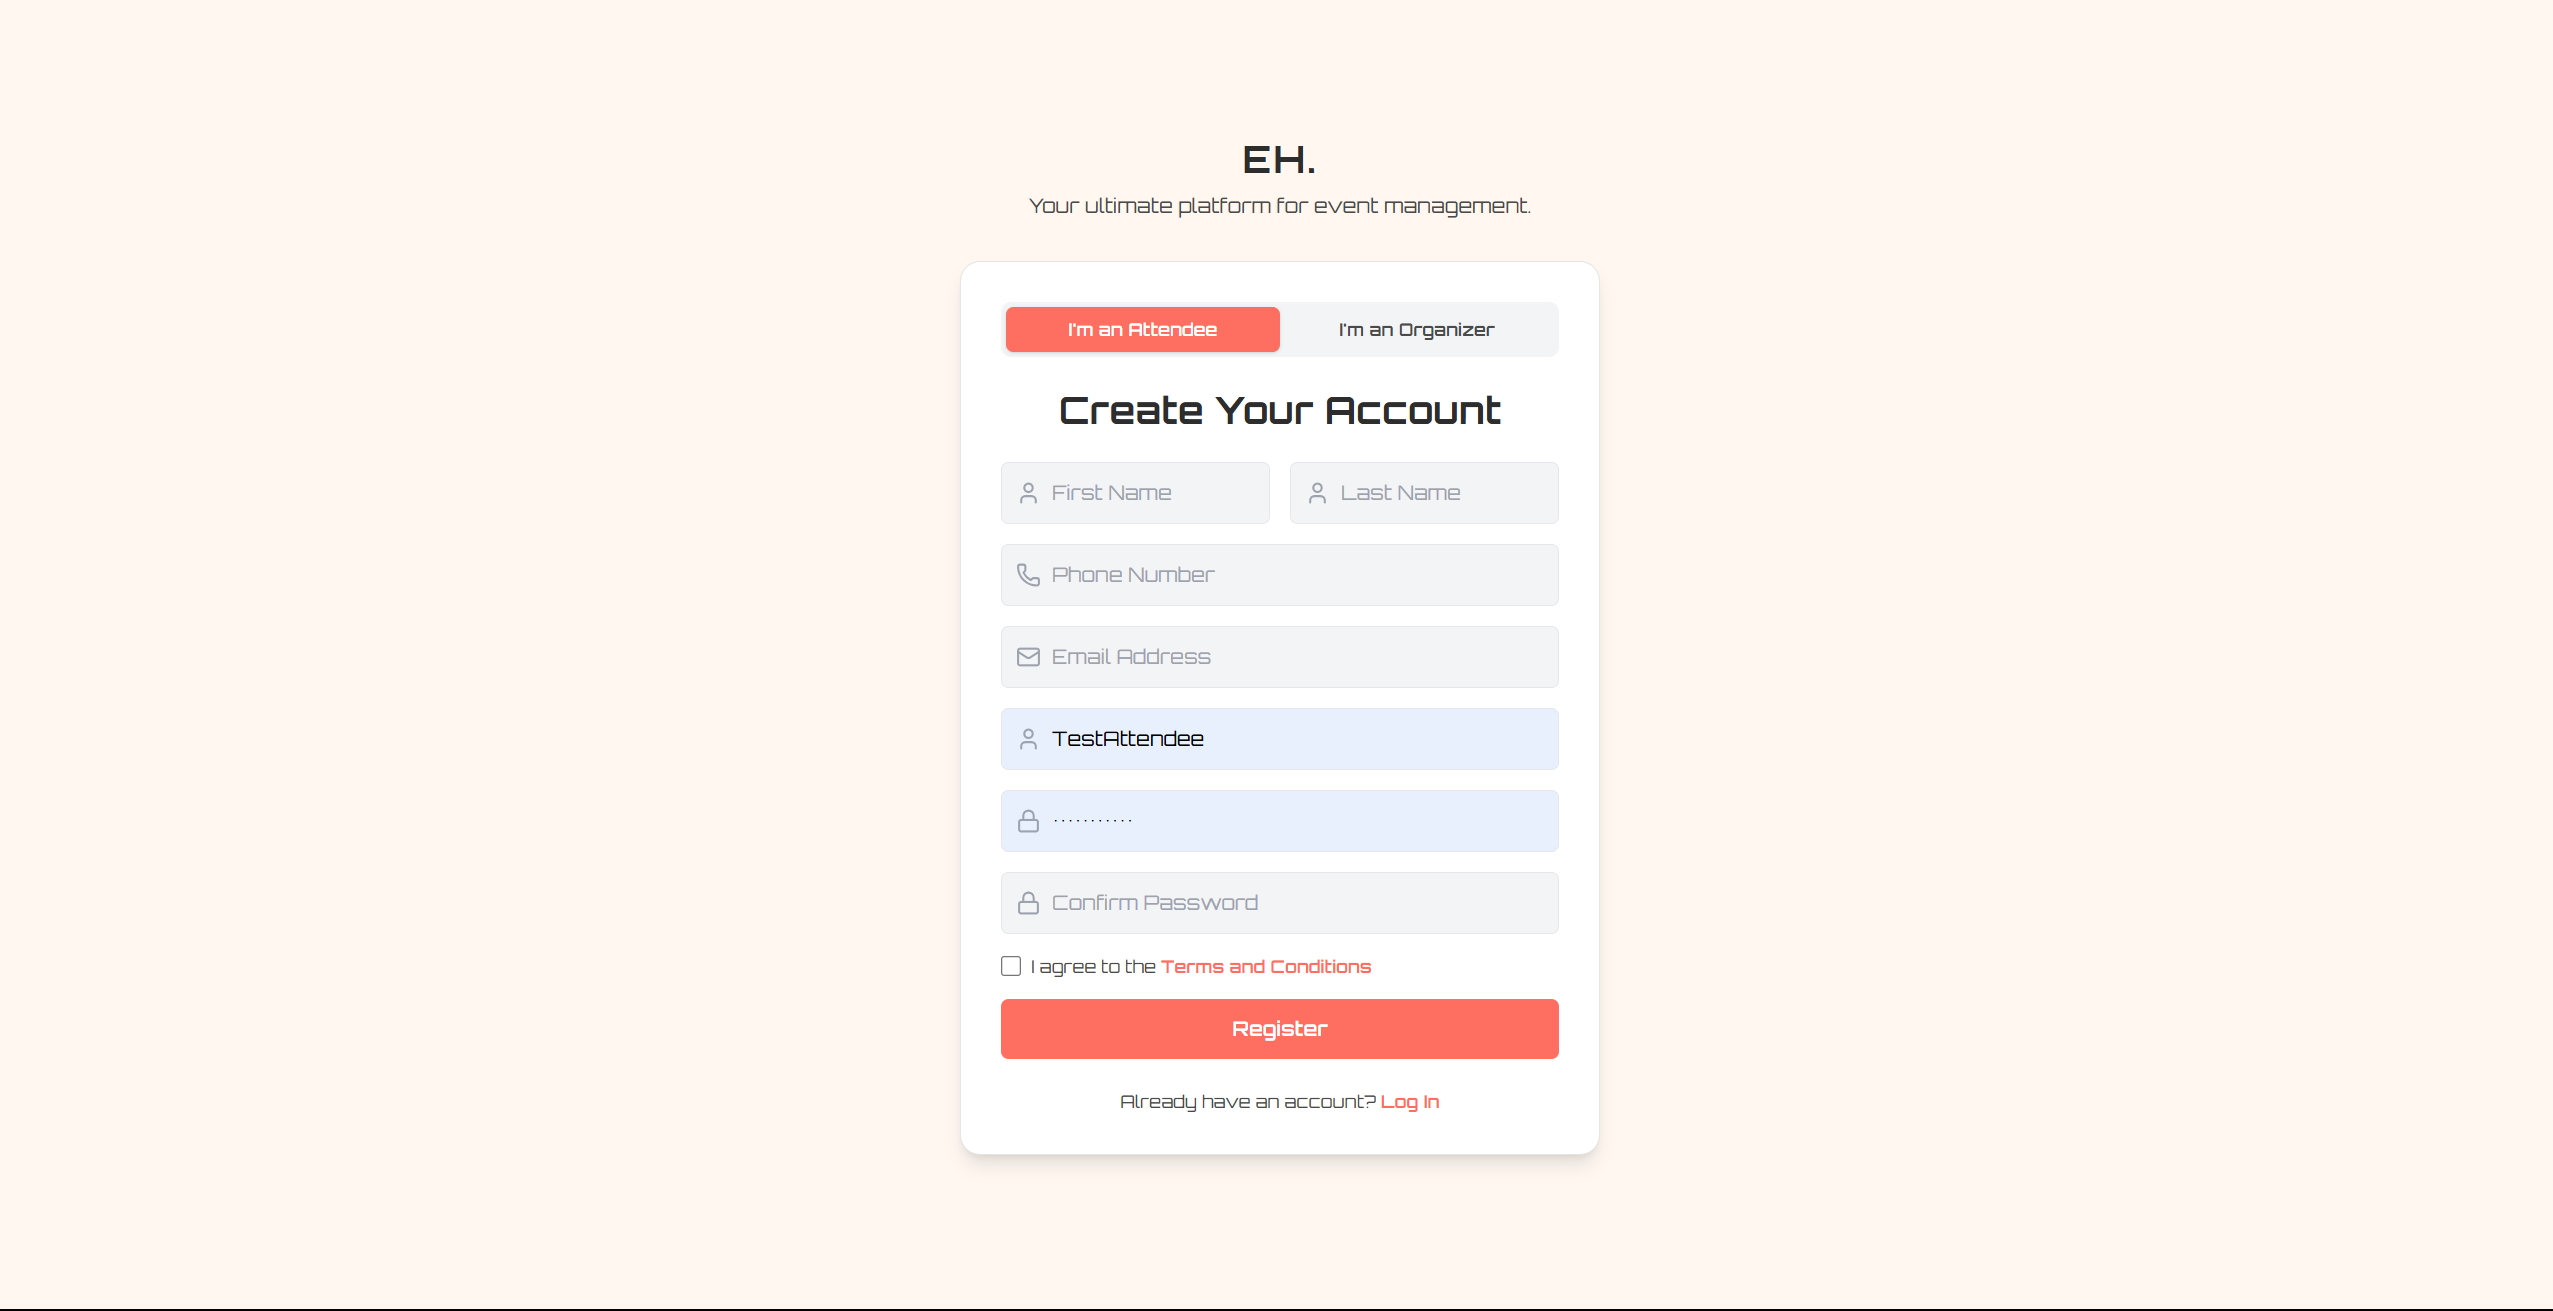 EH.
Your ultimate platform for event management.
I'm an Attendee
I'm an Organizer
Create Your Account
First Name
Last Name
Phone Number
Email Address
TestAttendee
...........
Confirm Password
I agree to the Terms and Conditions
Register
Already have an account? Log In